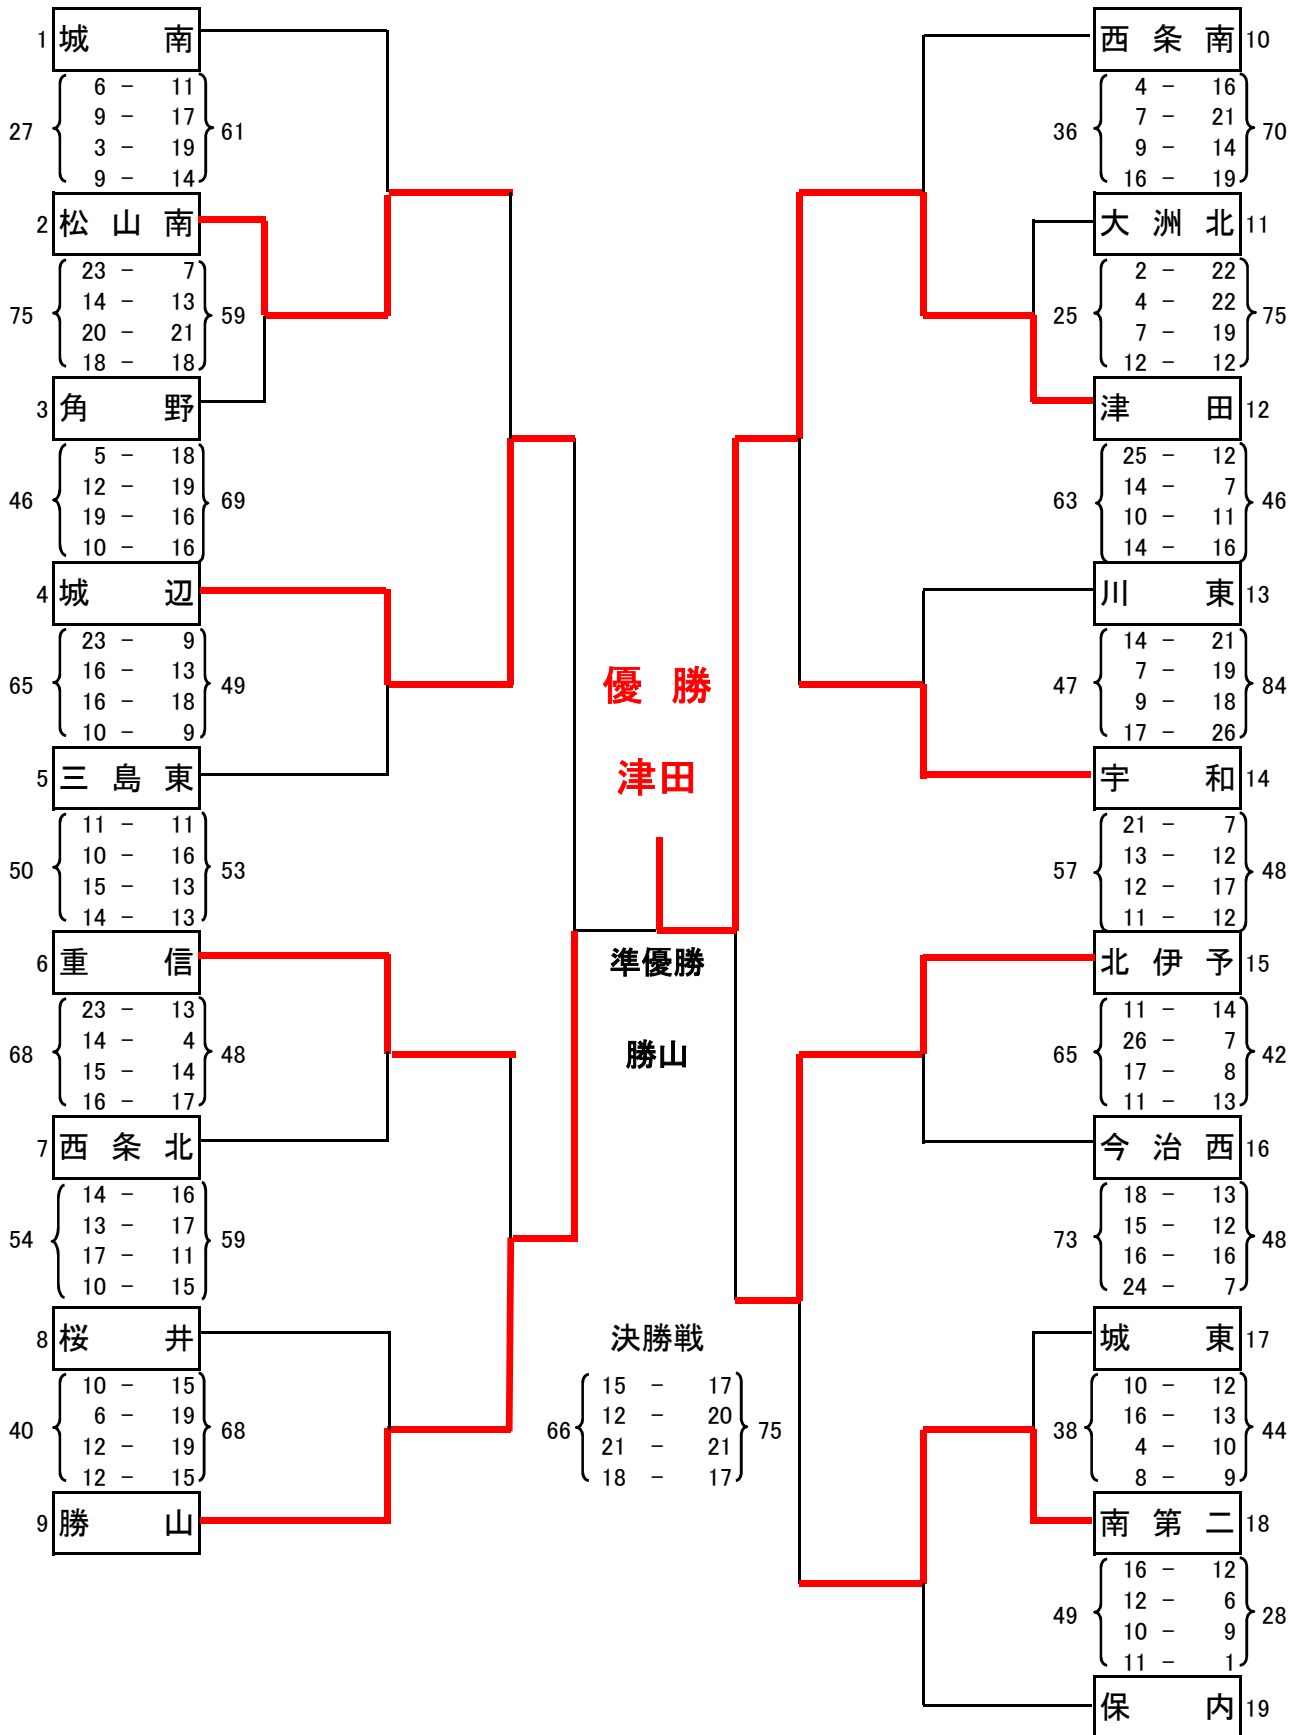 1 城南
6 - 11
9 - 17
27 61
3 - 19
9 - 14
2 松山南
23 - 7
14 - 13
75 59
20 - 21
18 - 18
3 角野
5 - 18
12 - 19
46 69
19 - 16
10 - 16
4 城辺
23 - 9
16 - 13
65 49
16 - 18
10 - 9
5 三島東
11 - 11
10 - 16
50 53
15 - 13
14 - 13
6 重信
23 - 13
14 - 4
68 48
15 - 14
16 - 17
7 西条北
14 - 16
13 - 17
54 59
17 - 11
10 - 15
8 桜井
10 - 15
6 - 19
40 68
12 - 19
12 - 15
9 勝山
優勝
津田
準優勝
勝山
決勝戦
15 - 17
12 - 20
66 75
21 - 21
18 - 17
西条南 10
4 - 16
7 - 21
36 70
9 - 14
16 - 19
大洲北 11
2 - 22
4 - 22
25 75
7 - 19
12 - 12
津田 12
25 - 12
14 - 7
63 46
10 - 11
14 - 16
川東 13
14 - 21
7 - 19
47 84
9 - 18
17 - 26
宇和 14
21 - 7
13 - 12
57 48
12 - 17
11 - 12
北伊予 15
11 - 14
26 - 7
65 42
17 - 8
11 - 13
今治西 16
18 - 13
15 - 12
73 48
16 - 16
24 - 7
城東 17
10 - 12
16 - 13
38 44
4 - 10
8 - 9
南第二 18
16 - 12
12 - 6
49 28
10 - 9
11 - 1
保内 19